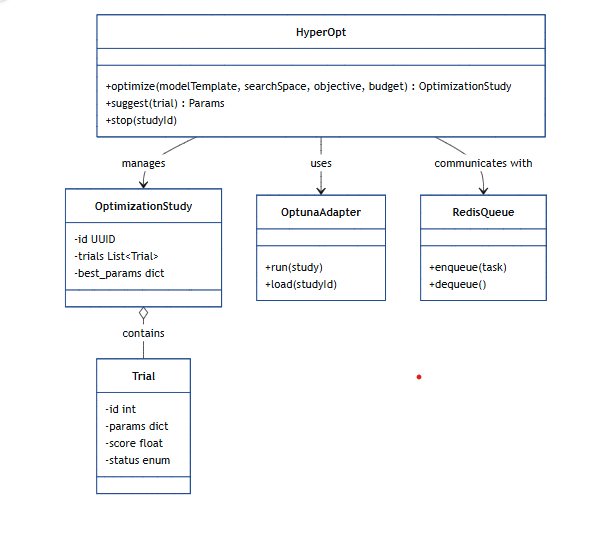 HyperOpt
+optimize(modelTemplate, searchSpace, objective, budget) : OptimizationStudy
+suggest(trial) : Params
+stop(studyId)
manages
uses
communicates with
OptimizationStudy
-id UUID
-trials List<Trial>
-best_params dict
OptunaAdapter
+run(study)
+load(studyId)
RedisQueue
+enqueue(task)
+dequeue()
contains
Trial
-id int
-params dict
-score float
-status enum